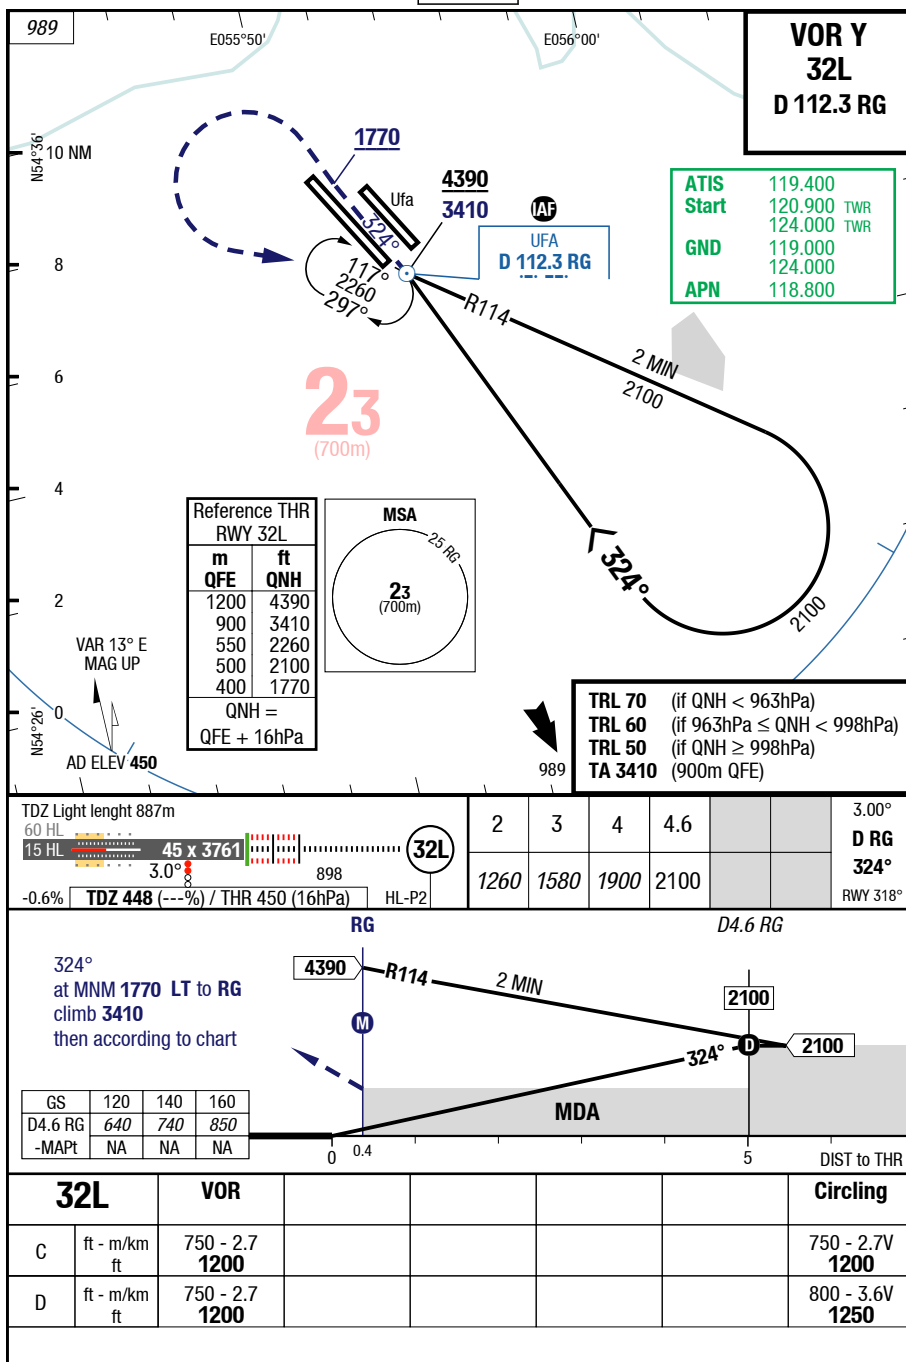 989
E055°50'
E056°00'
VOR Y
32L
D 112.3 RG
N54°36'
10 NM
1770
4390
3410
Ufa
IAF
UFA
D 112.3 RG
ATIS 119.400
Start 120.900 TWR
124.000 TWR
GND 119.000
124.000
APN 118.800
324°
8
117°
2260
297°
R114
2 MIN
2100
6
23
(700m)
4
Reference THR
RWY 32L
m ft
QFE QNH
1200 4390
900 3410
550 2260
500 2100
400 1770
QNH =
QFE + 16hPa
MSA
25 RG
23
(700m)
324°
2100
2
VAR 13° E
MAG UP
N54°26'
0
AD ELEV 450
989
TRL 70 (if QNH < 963hPa)
TRL 60 (if 963hPa ≤ QNH < 998hPa)
TRL 50 (if QNH ≥ 998hPa)
TA 3410 (900m QFE)
TDZ Light lenght 887m
60 HL
15 HL
45 x 3761
32L
3.0°
898
-0.6%
TDZ 448 (---%) / THR 450 (16hPa)
HL-P2
2 3 4 4.6
1260 1580 1900 2100
3.00°
D RG
324°
RWY 318°
RG
D4.6 RG
324°
at MNM 1770 LT to RG
climb 3410
then according to chart
4390
R114
2 MIN
2100
M
324°
D
2100
MDA
GS 120 140 160
D4.6 RG 640 740 850
-MAPt NA NA NA
0
0.4
5
DIST to THR
32L VOR Circling
C ft - m/km 750 - 2.7 750 - 2.7V
ft 1200 1200
D ft - m/km 750 - 2.7 800 - 3.6V
ft 1200 1250